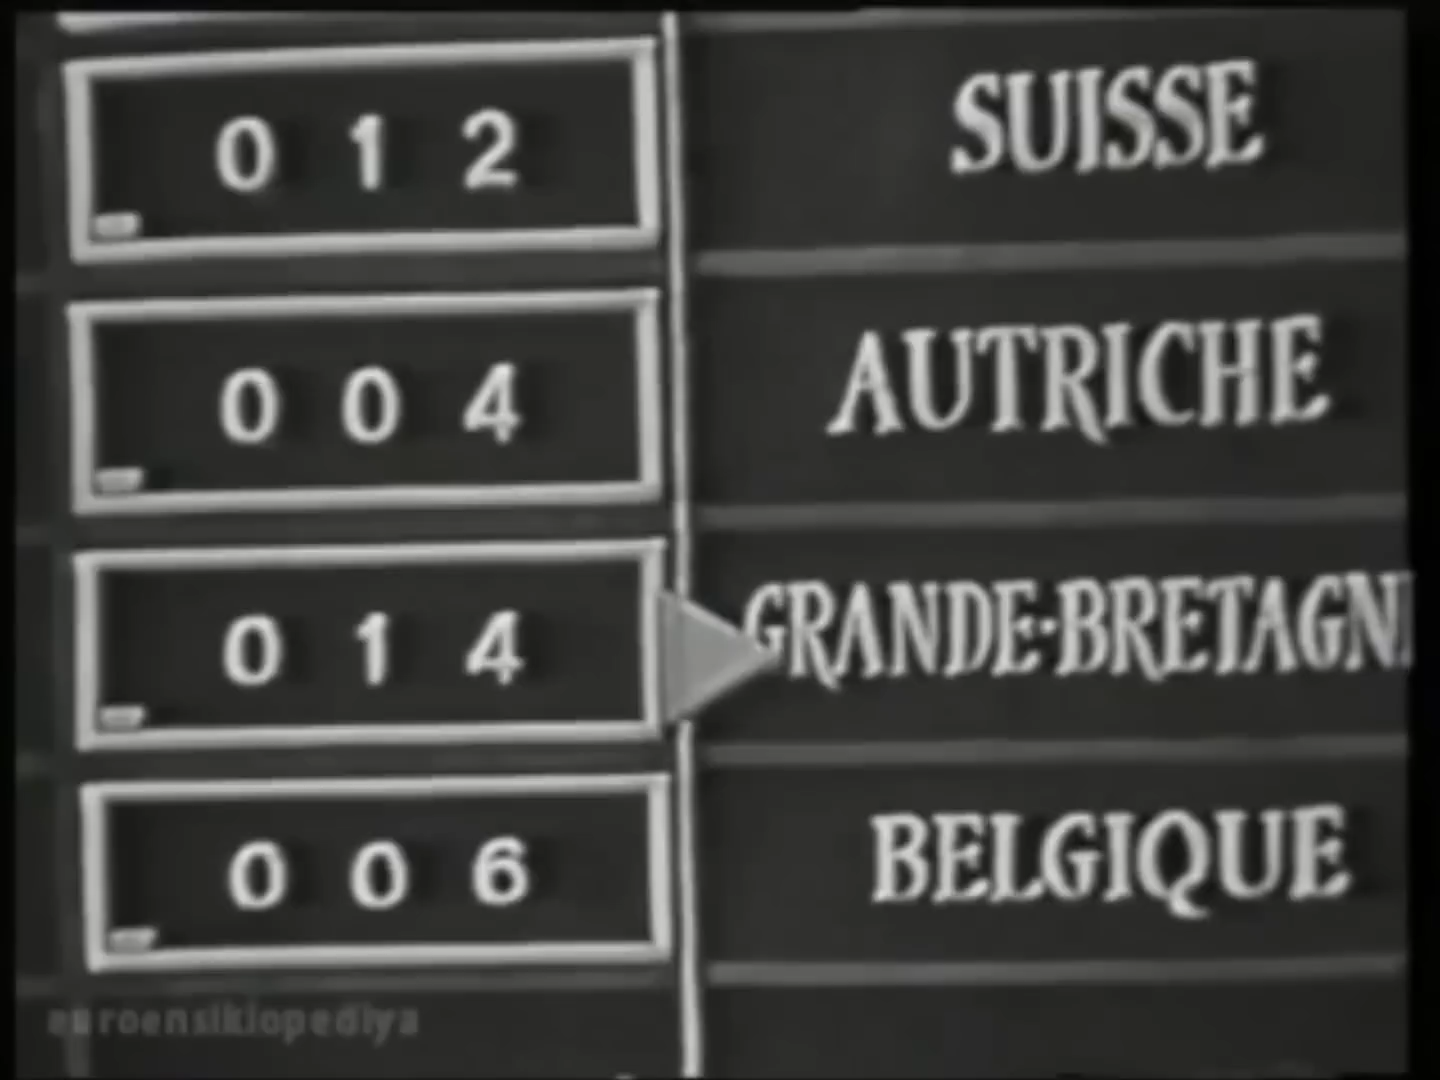 0 1 2 SUISSE
0 0 4 AUTRICHE
0 1 4 GRANDE-BRETAGN
0 0 6 BELGIQUE
euroensiklopediya